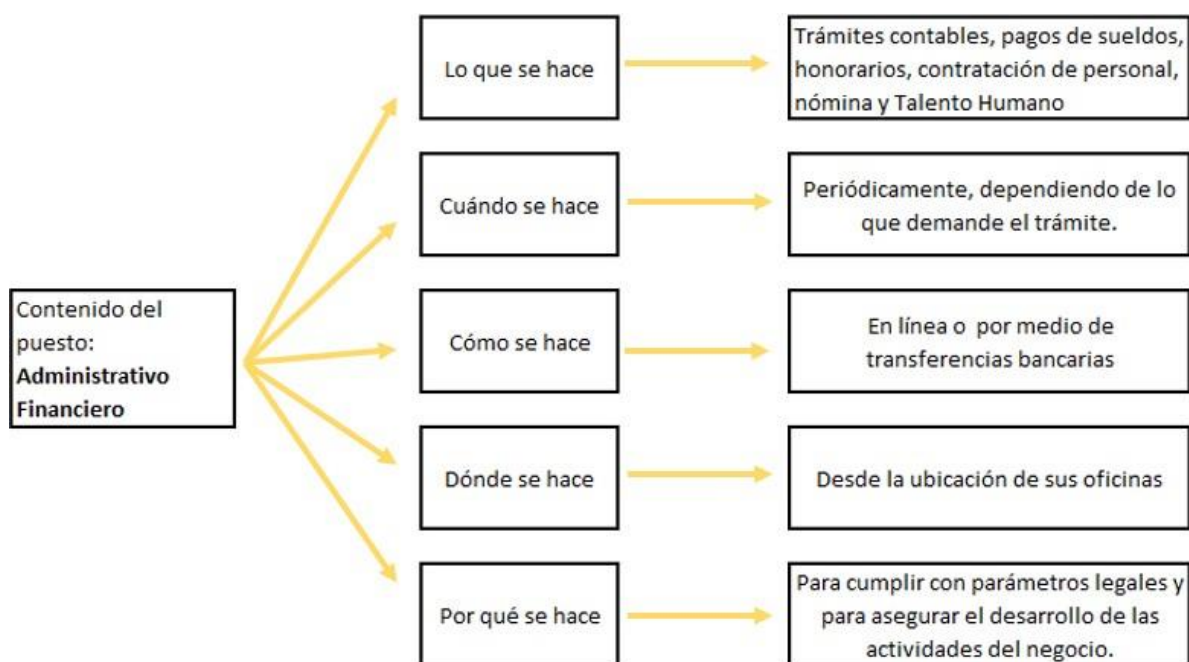 Contenido del
puesto:
Administrativo
Financiero
Lo que se hace
Trámites contables, pagos de sueldos,
honorarios, contratación de personal,
nómina y Talento Humano
Cuándo se hace
Periódicamente, dependiendo de lo
que demande el trámite.
Cómo se hace
En línea o por medio de
transferencias bancarias
Dónde se hace
Desde la ubicación de sus oficinas
Por qué se hace
Para cumplir con parámetros legales y
para asegurar el desarrollo de las
actividades del negocio.